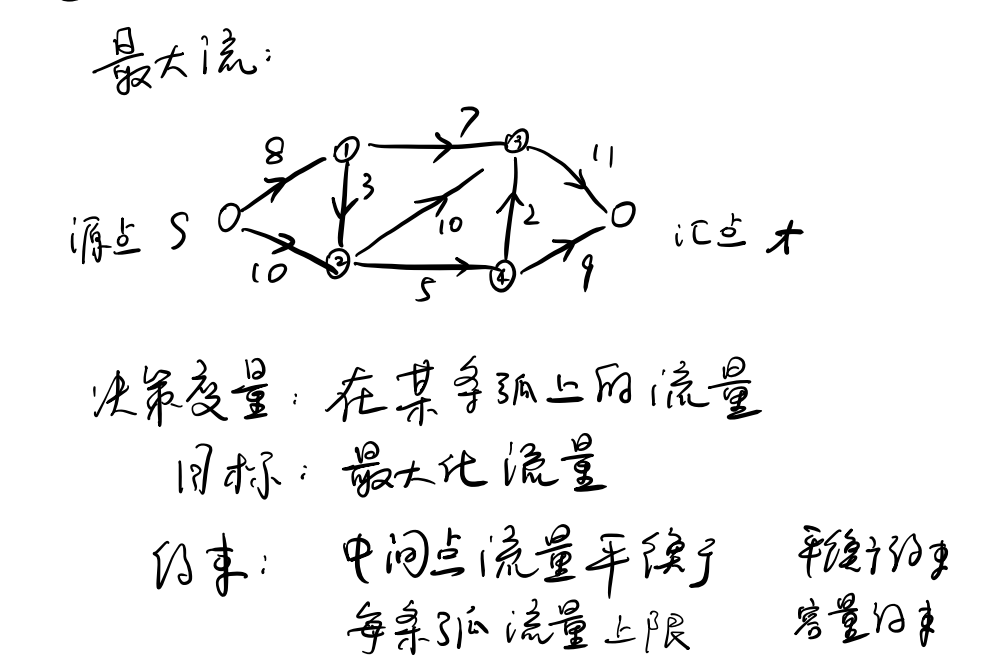 最大流：
8 ① 7 ③ 11
源点 S 3 10 2 汇点 t
10 ② 5 ④ 9
决策变量：在某条弧上的流量
目标：最大化流量
约束：中间点流量平衡 平衡约束
每条弧流量上限 容量约束